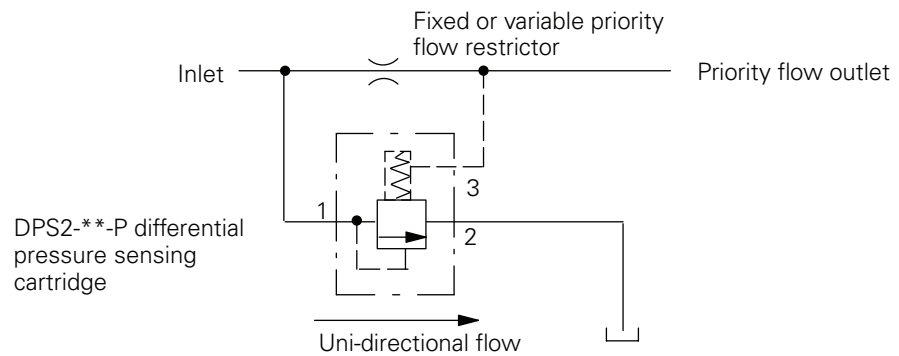 Fixed or variable priority
flow restrictor
Inlet
Priority flow outlet
3
1
2
DPS2-**-P differential
pressure sensing
cartridge
Uni-directional flow